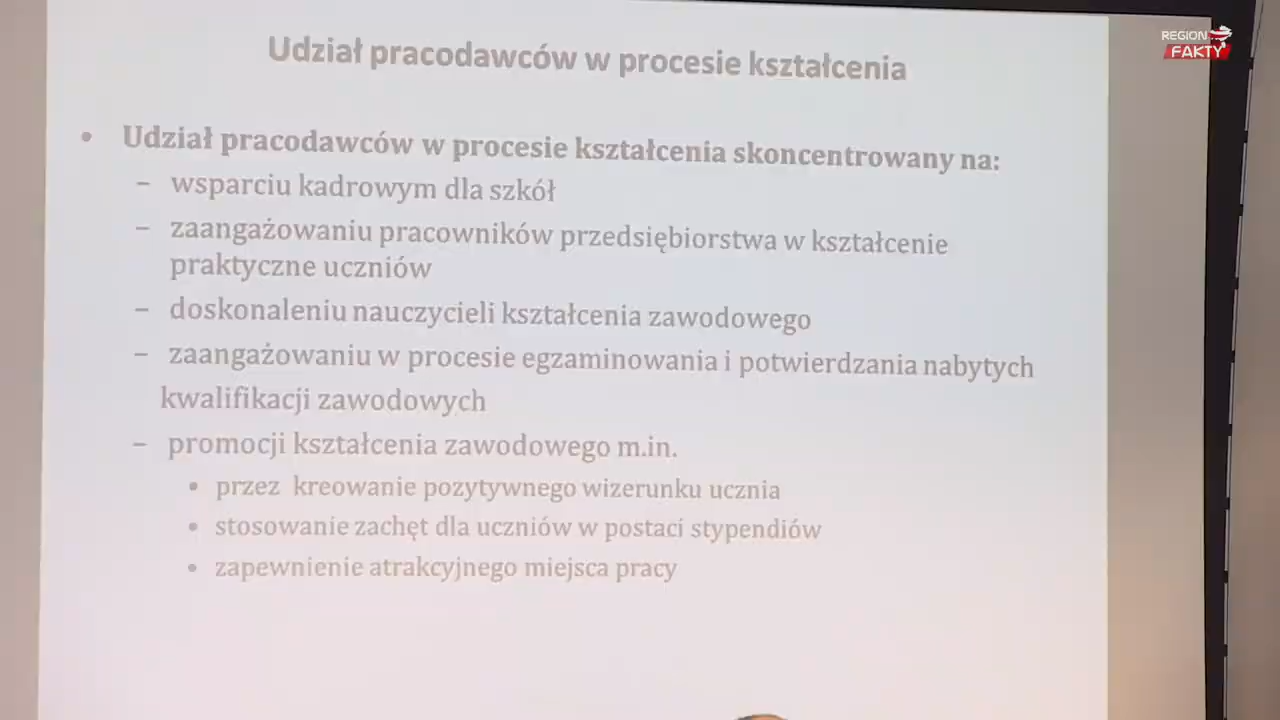 Udział pracodawców w procesie kształcenia
REGION
FAKTY
• Udział pracodawców w procesie kształcenia skoncentrowany na:
– wsparciu kadrowym dla szkół
– zaangażowaniu pracowników przedsiębiorstwa w kształcenie
praktyczne uczniów
– doskonaleniu nauczycieli kształcenia zawodowego
– zaangażowaniu w procesie egzaminowania i potwierdzania nabytych
kwalifikacji zawodowych
– promocji kształcenia zawodowego m.in.
• przez kreowanie pozytywnego wizerunku ucznia
• stosowanie zachęt dla uczniów w postaci stypendiów
• zapewnienie atrakcyjnego miejsca pracy